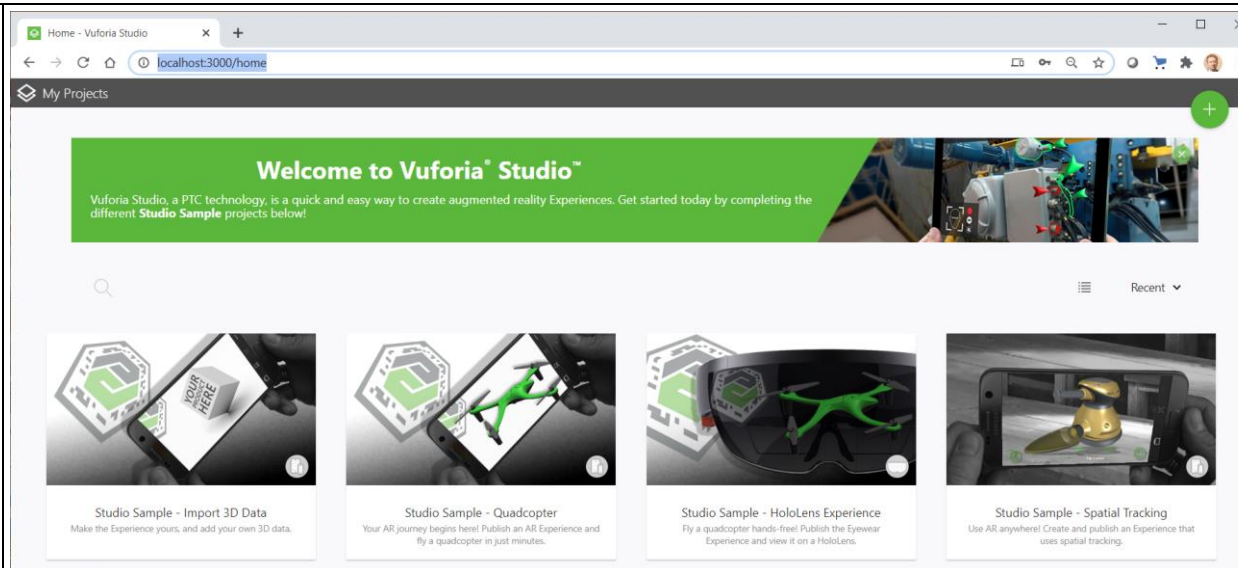 Home - Vuforia Studio
localhost:3000/home
My Projects
Welcome to Vuforia® Studio™
Vuforia Studio, a PTC technology, is a quick and easy way to create augmented reality Experiences. Get started today by completing the
different Studio Sample projects below!
Recent
YOUR
PRODUCT
HERE
Studio Sample - Import 3D Data
Make the Experience yours, and add your own 3D data.
Studio Sample - Quadcopter
Your AR journey begins here! Publish an AR Experience and
fly a quadcopter in just minutes.
Studio Sample - HoloLens Experience
Fly a quadcopter hands-free! Publish the Eyewear
Experience and view it on a HoloLens.
Studio Sample - Spatial Tracking
Use AR anywhere! Create and publish an Experience that
uses spatial tracking.